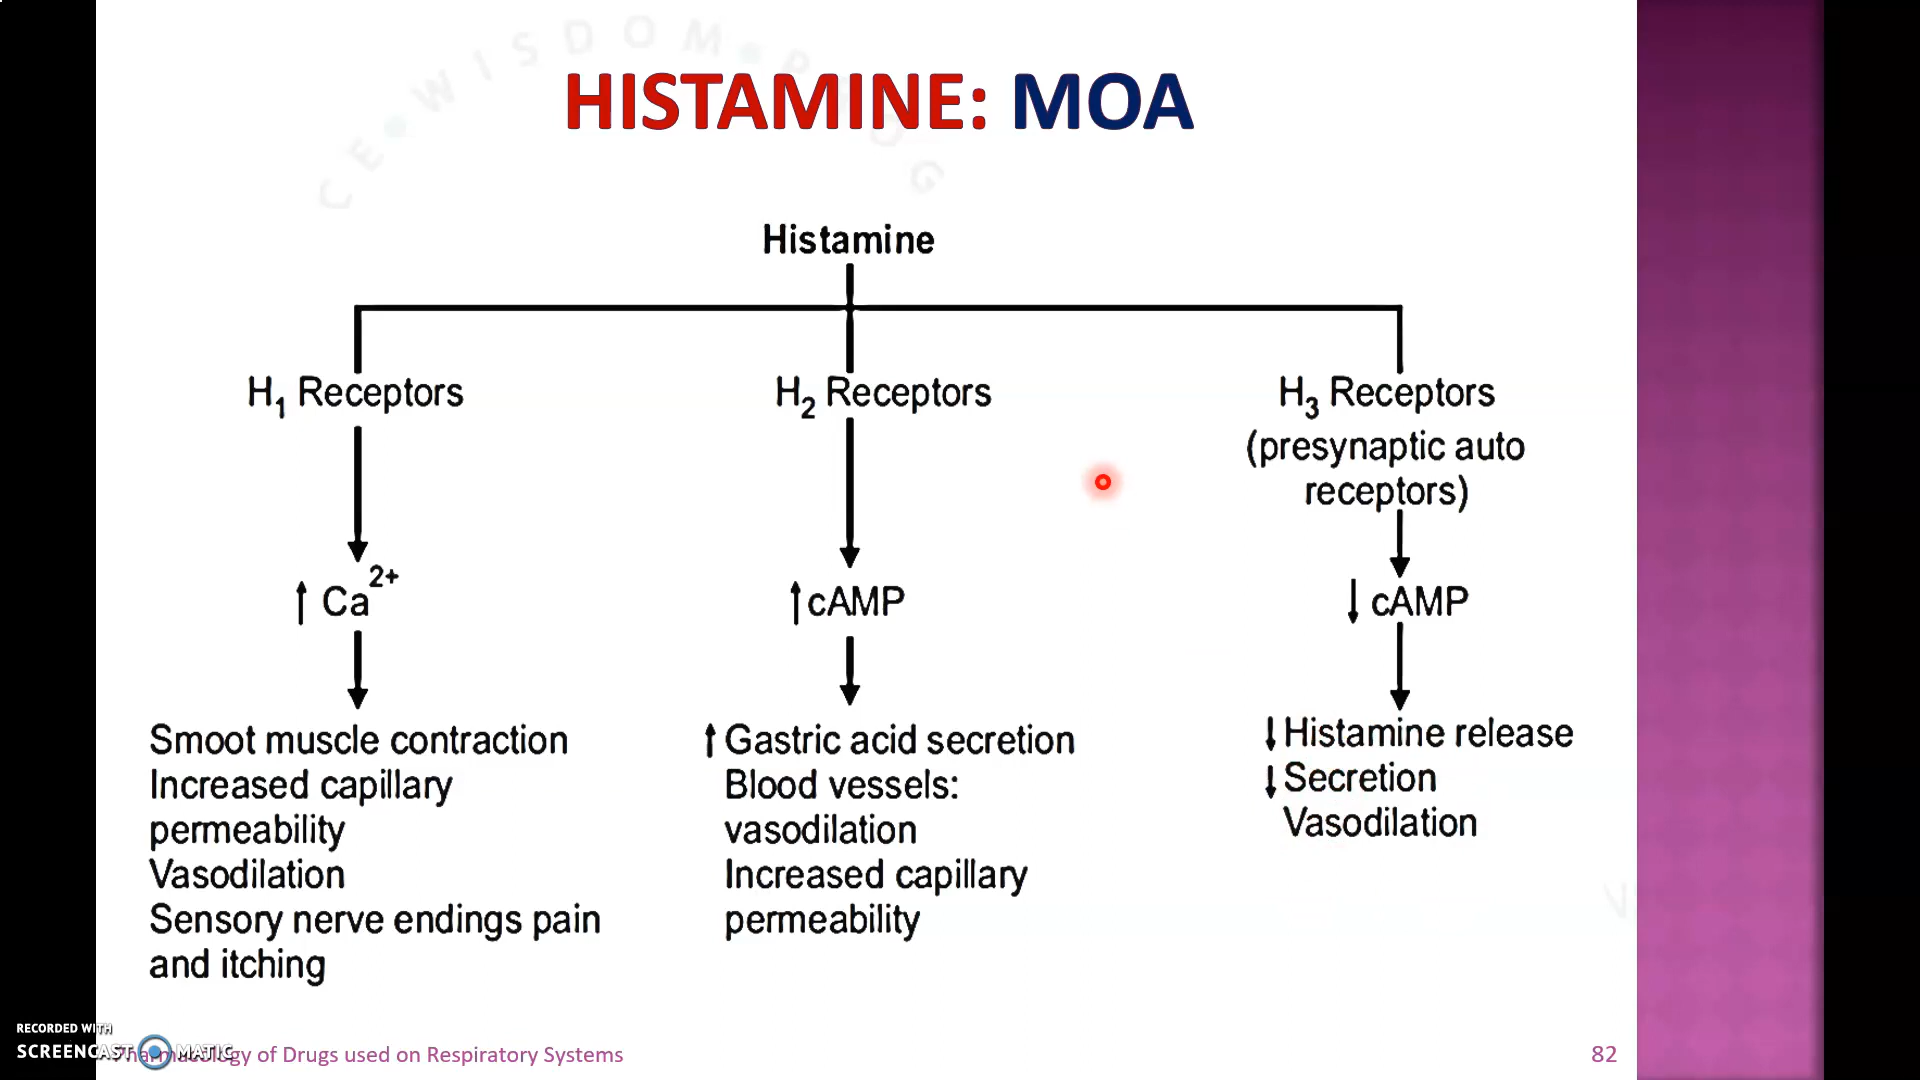 HISTAMINE: MOA
Histamine
H1 Receptors
H2 Receptors
H3 Receptors
(presynaptic auto
receptors)
↑ Ca2+
↑cAMP
↓ cAMP
Smoot muscle contraction
Increased capillary
permeability
Vasodilation
Sensory nerve endings pain
and itching
↑ Gastric acid secretion
Blood vessels:
vasodilation
Increased capillary
permeability
↓ Histamine release
↓ Secretion
Vasodilation
RECORDED WITH
SCREENCAST MATIC
Pharmacology of Drugs used on Respiratory Systems
82